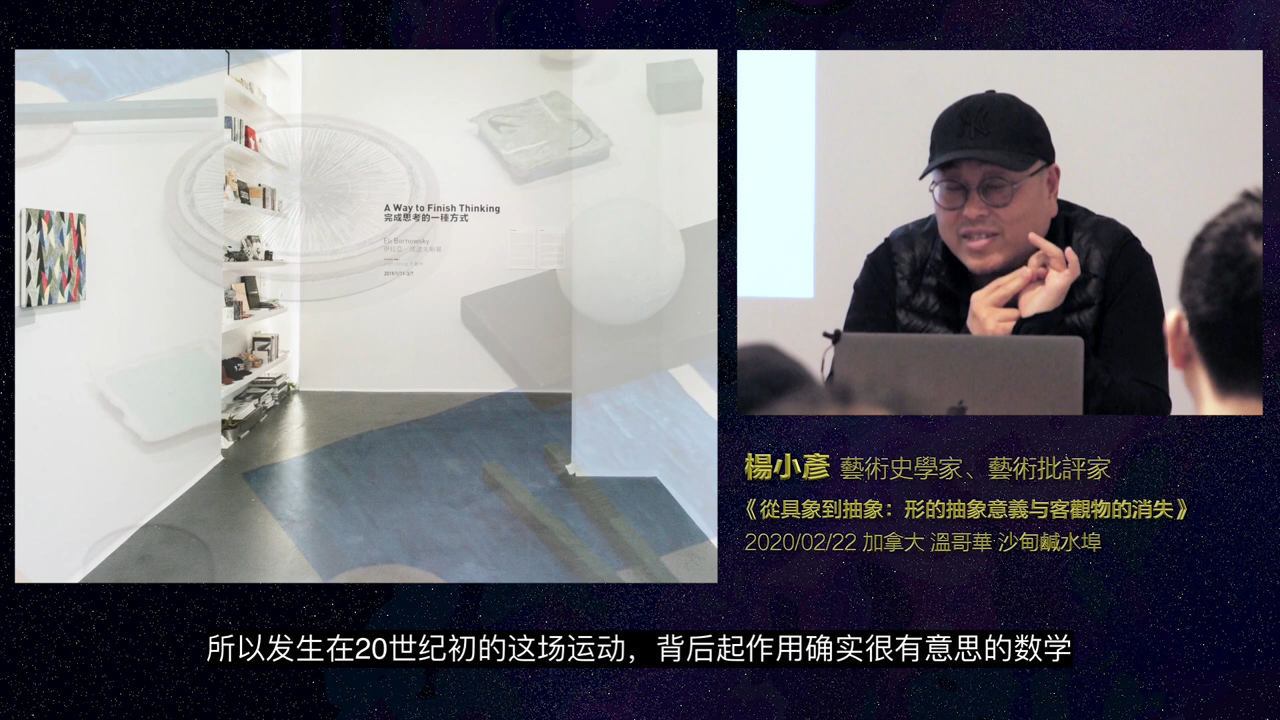 A Way to Finish Thinking
完成思考的一種方式
Eli Bornowsky
楊小彥 藝術史學家、藝術批評家
《從具象到抽象：形的抽象意義与客觀物的消失》
2020/02/22 加拿大 溫哥華 沙甸鹹水埠
所以发生在20世纪初的这场运动，背后起作用确实很有意思的数学